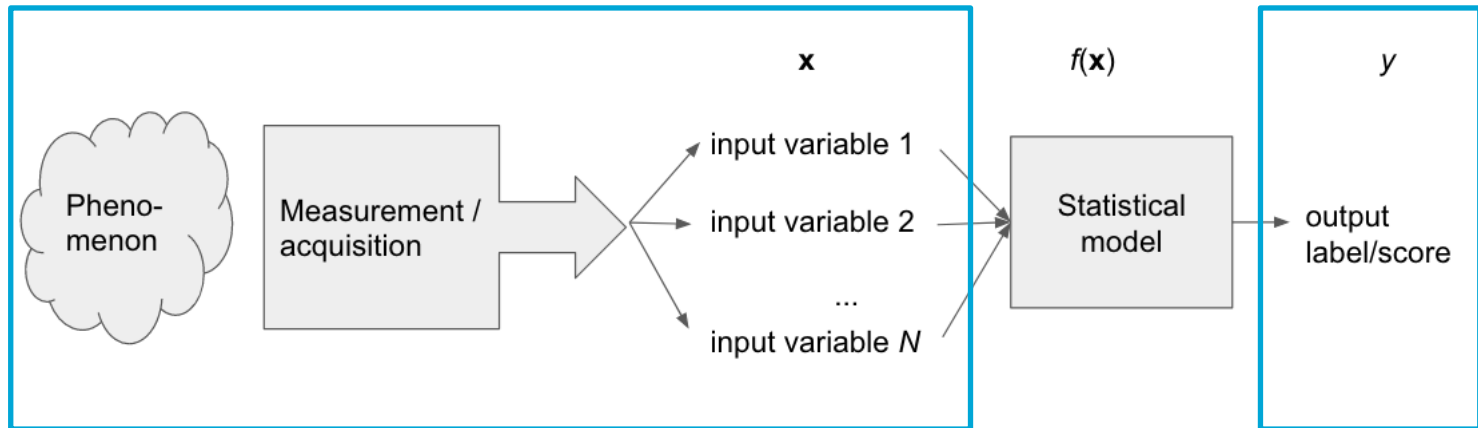 x
f(x)
y
Pheno-
menon
Measurement /
acquisition
input variable 1
input variable 2
...
input variable N
Statistical
model
output
label/score